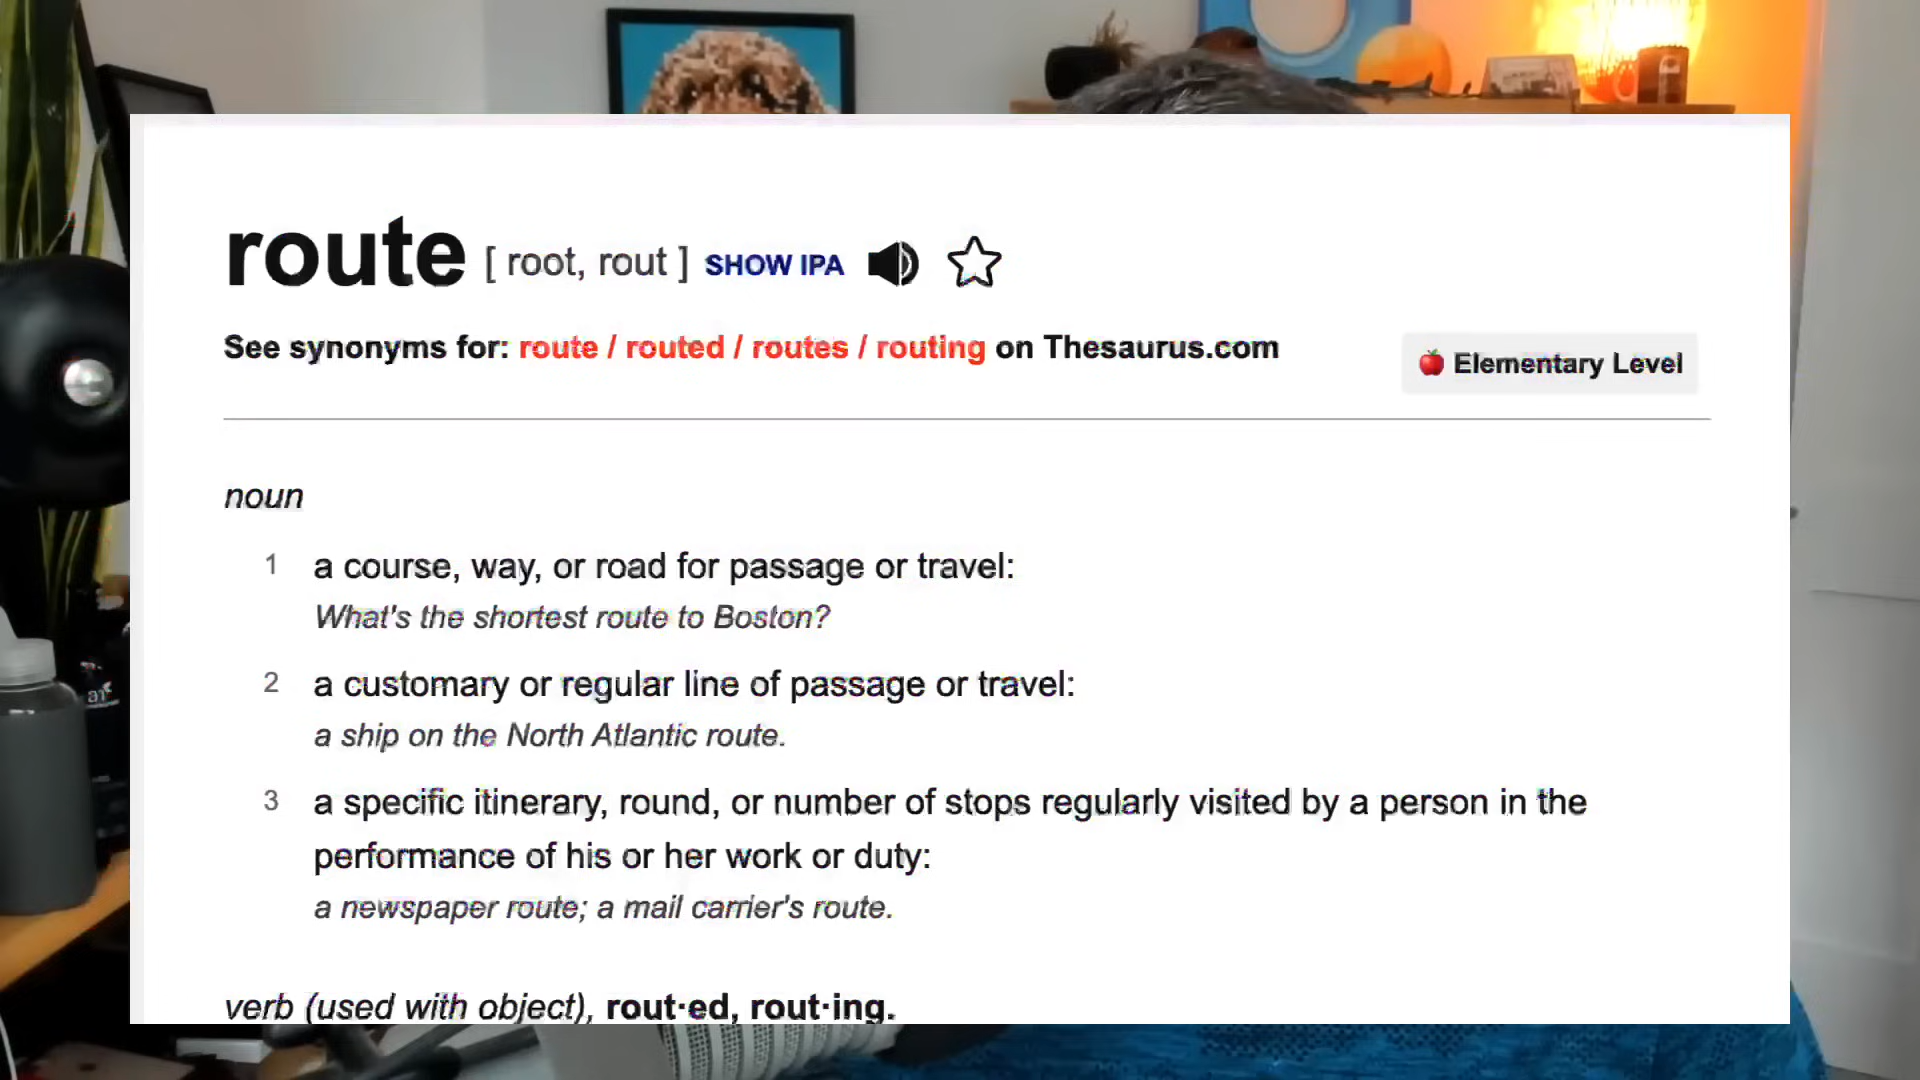 route [ root, rout ] SHOW IPA
See synonyms for: route / routed / routes / routing on Thesaurus.com
Elementary Level
noun
1 a course, way, or road for passage or travel:
What's the shortest route to Boston?
2 a customary or regular line of passage or travel:
a ship on the North Atlantic route.
3 a specific itinerary, round, or number of stops regularly visited by a person in the
performance of his or her work or duty:
a newspaper route; a mail carrier's route.
verb (used with object), rout·ed, rout·ing.